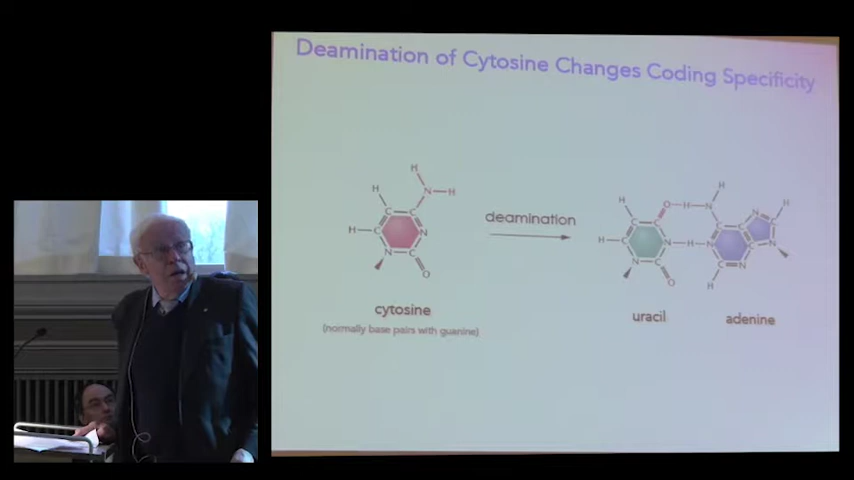 Deamination of Cytosine Changes Coding Specificity
H
H
N
H
C
C
H
C
N
N
C
O
cytosine
(normally base pairs with guanine)
deamination
H
O
H
N
H
C
C
H
C
N
H
N
N
C
O
uracil
H
N
C
H
C
C
N
C
N
H
adenine